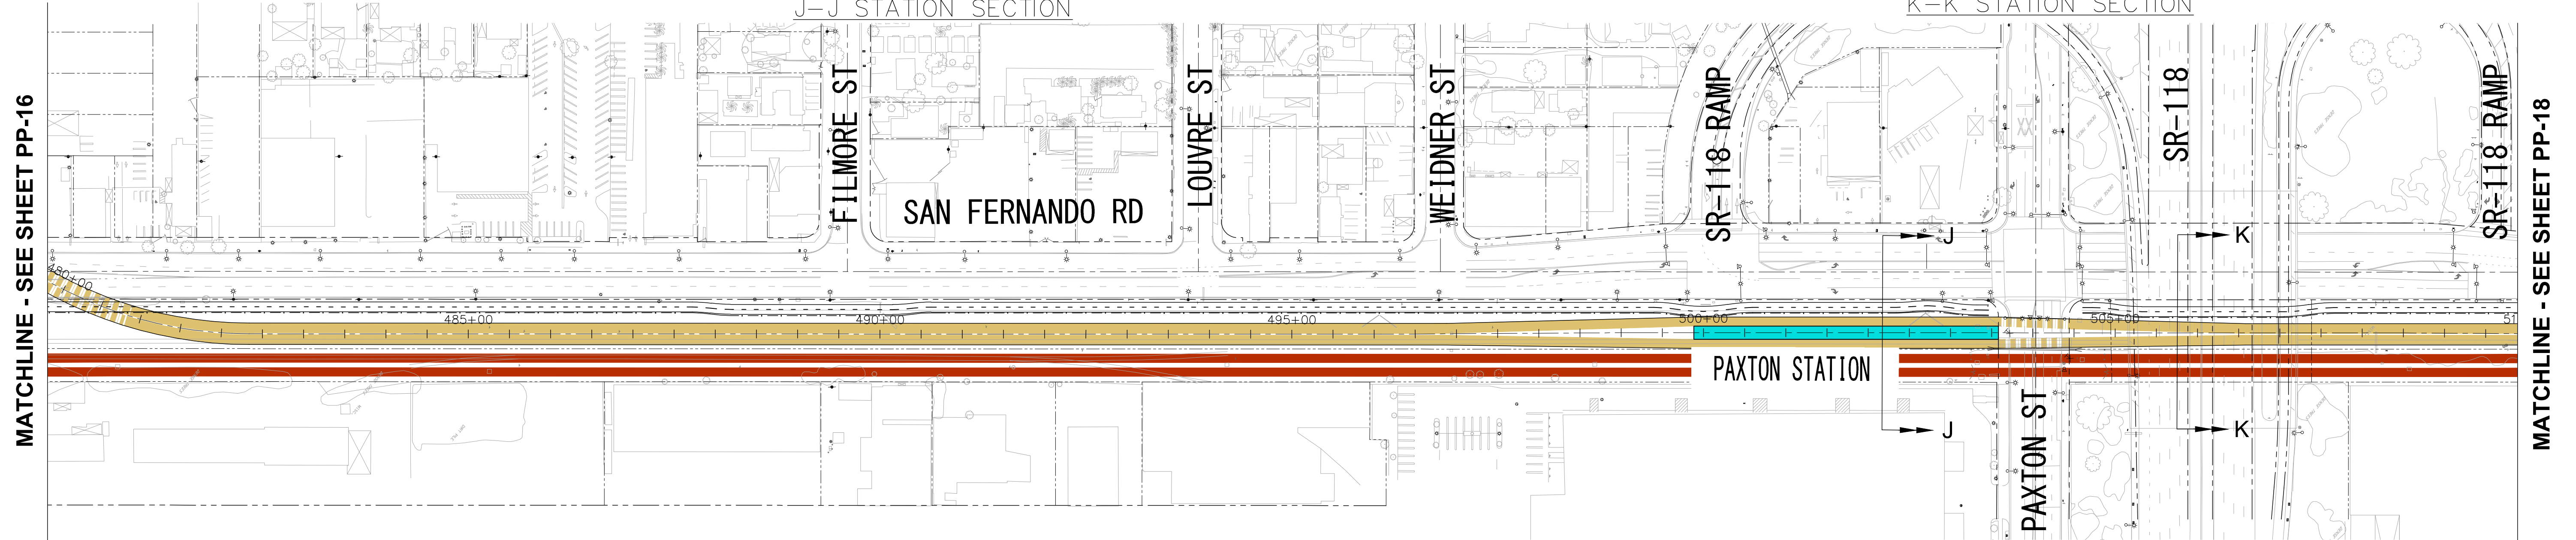 J-J STATION SECTION
K-K STATION SECTION
MATCHLINE - SEE SHEET PP-16
FILMORE ST
SAN FERNANDO RD
LOUVRE ST
WEIDNER ST
SR-118 RAMP
SR-118
SR-118 RAMP
MATCHLINE - SEE SHEET PP-18
J
K
480+00
485+00
490+00
495+00
500+00
505+00
51
PAXTON STATION
PAXTON ST
J
K